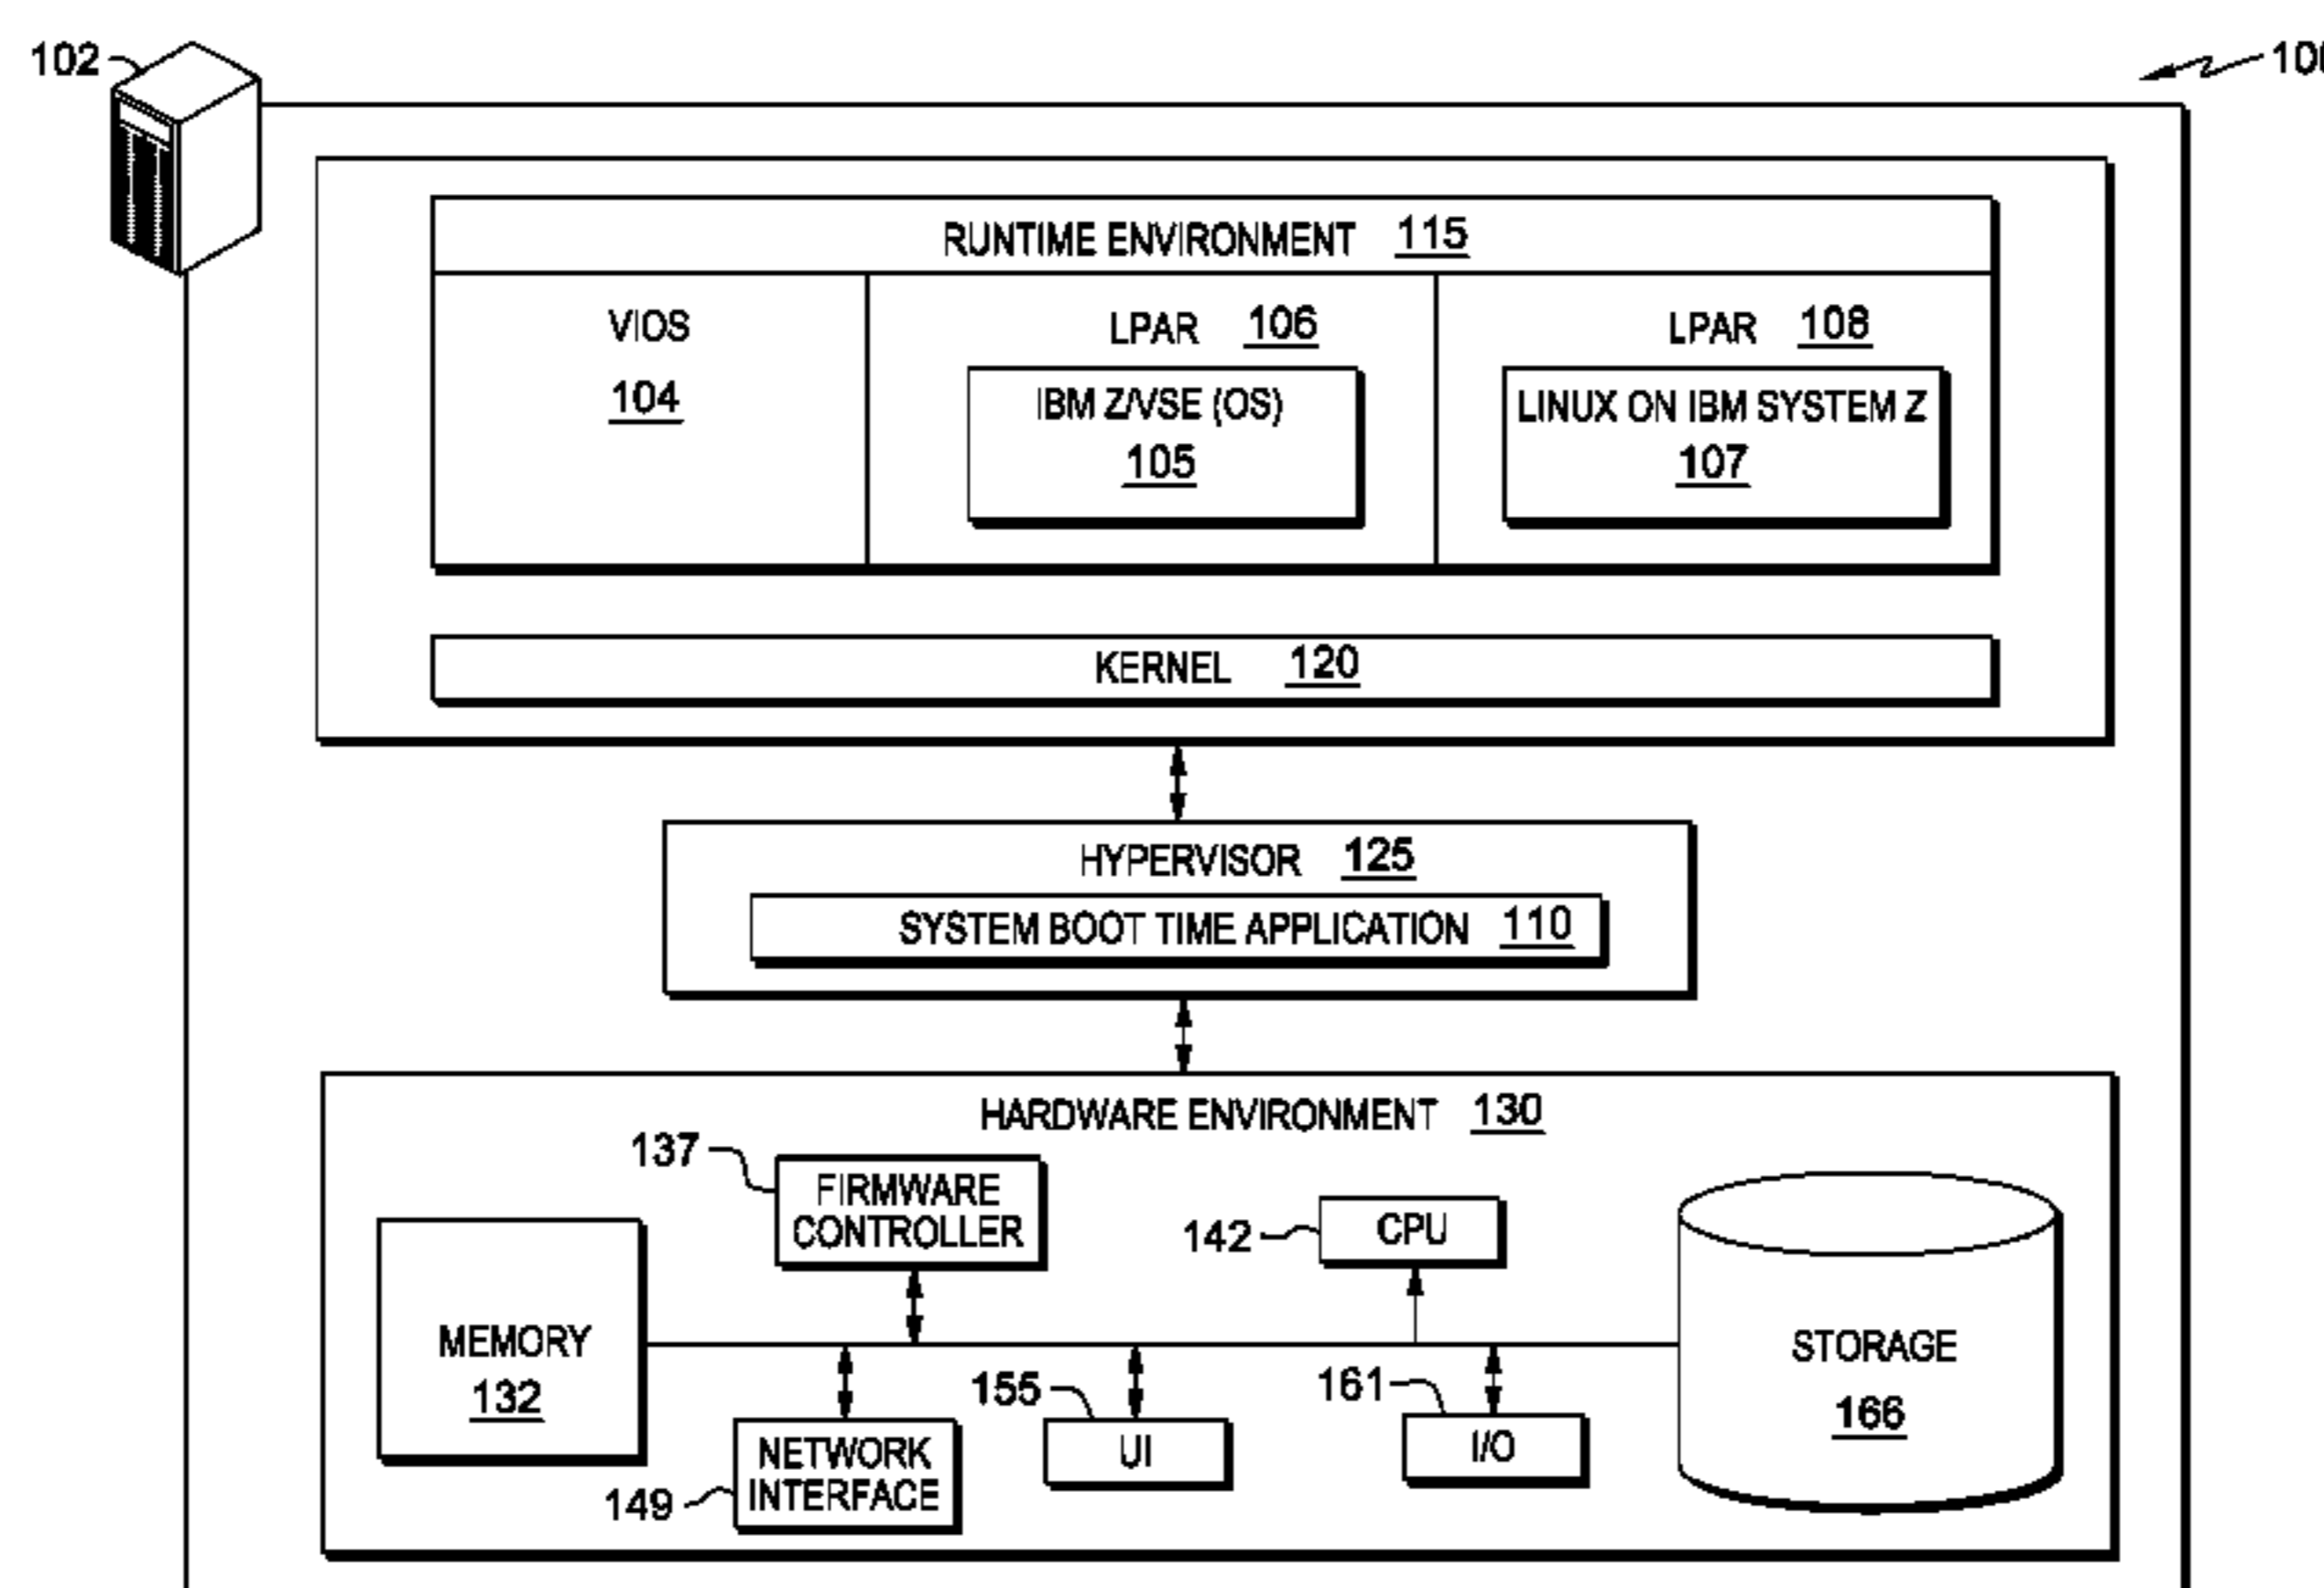 102
RUNTIME ENVIRONMENT 115
VIOS
104
LPAR 106
IBM Z/VSE (OS)
105
LPAR 108
LINUX ON IBM SYSTEM Z
107
KERNEL 120
HYPERVISOR 125
SYSTEM BOOT TIME APPLICATION 110
HARDWARE ENVIRONMENT 130
137
FIRMWARE
CONTROLLER
142
CPU
MEMORY
132
STORAGE
166
155
UI
161
I/O
149
NETWORK
INTERFACE